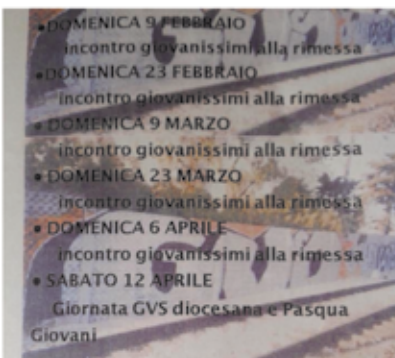 •DOMENICA 9 FEBBRAIO
incontro giovanissimi alla rimessa
•DOMENICA 23 FEBBRAIO
incontro giovanissimi alla rimessa
• DOMENICA 9 MARZO
incontro giovanissimi alla rimessa
• DOMENICA 23 MARZO
incontro giovanissimi alla rimessa
• DOMENICA 6 APRILE
incontro giovanissimi alla rimessa
• SABATO 12 APRILE
Giornata GVS diocesana e Pasqua
Giovani